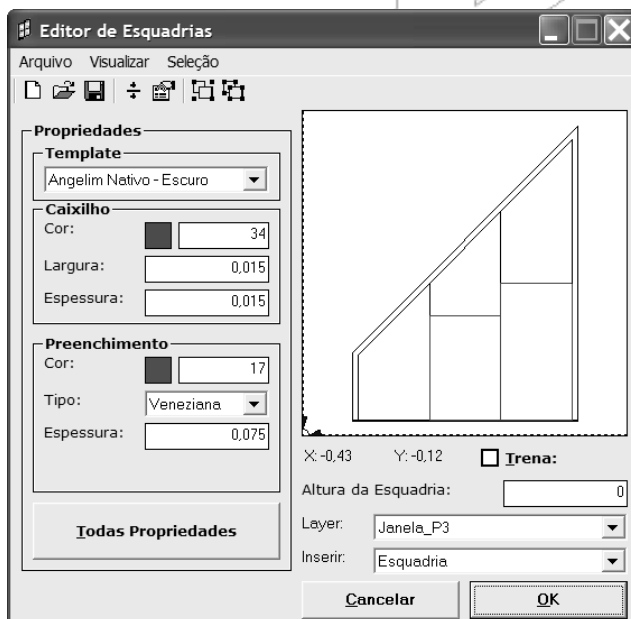 Editor de Esquadrias
Arquivo Visualizar Seleção
Propriedades
Template
Angelim Nativo - Escuro
Caixilho
Cor: 34
Largura: 0,015
Espessura: 0,015
Preenchimento
Cor: 17
Tipo: Veneziana
Espessura: 0,075
Todas Propriedades
X:-0,43 Y:-0,12 Trena:
Altura da Esquadria: 0
Layer: Janela_P3
Inserir: Esquadria
Cancelar OK